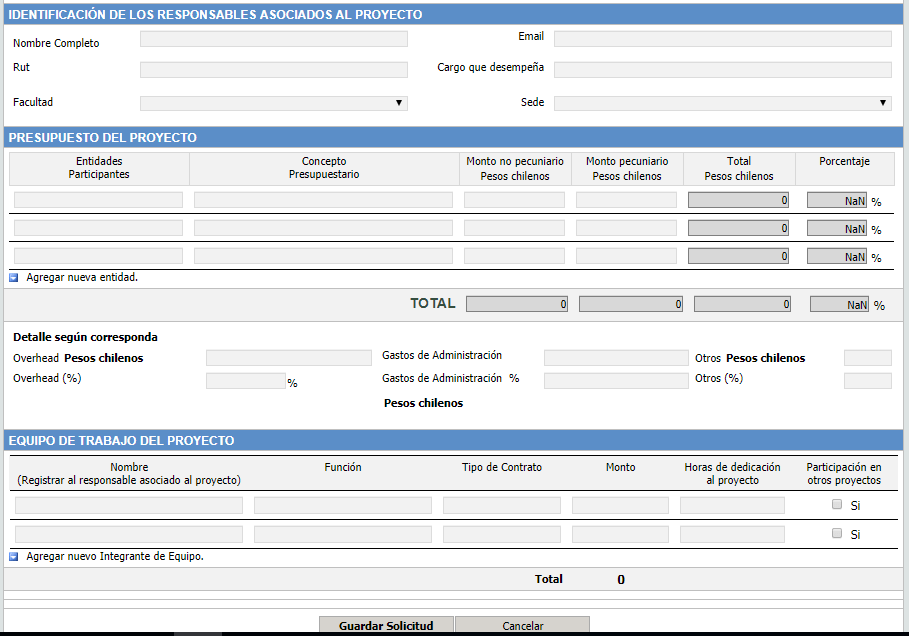 IDENTIFICACIÓN DE LOS RESPONSABLES ASOCIADOS AL PROYECTO
Nombre Completo Email
Rut Cargo que desempeña
Facultad Sede
PRESUPUESTO DEL PROYECTO
Entidades Participantes Concepto Presupuestario Monto no pecuniario Pesos chilenos Monto pecuniario Pesos chilenos Total Pesos chilenos Porcentaje
0 NaN %
0 NaN %
0 NaN %
Agregar nueva entidad.
TOTAL 0 0 0 NaN %
Detalle según corresponda
Overhead Pesos chilenos Gastos de Administración Otros Pesos chilenos
Overhead (%) % Gastos de Administración % Otros (%)
Pesos chilenos
EQUIPO DE TRABAJO DEL PROYECTO
Nombre (Registrar al responsable asociado al proyecto) Función Tipo de Contrato Monto Horas de dedicación al proyecto Participación en otros proyectos
Si
Si
Agregar nuevo Integrante de Equipo.
Total 0
Guardar Solicitud Cancelar